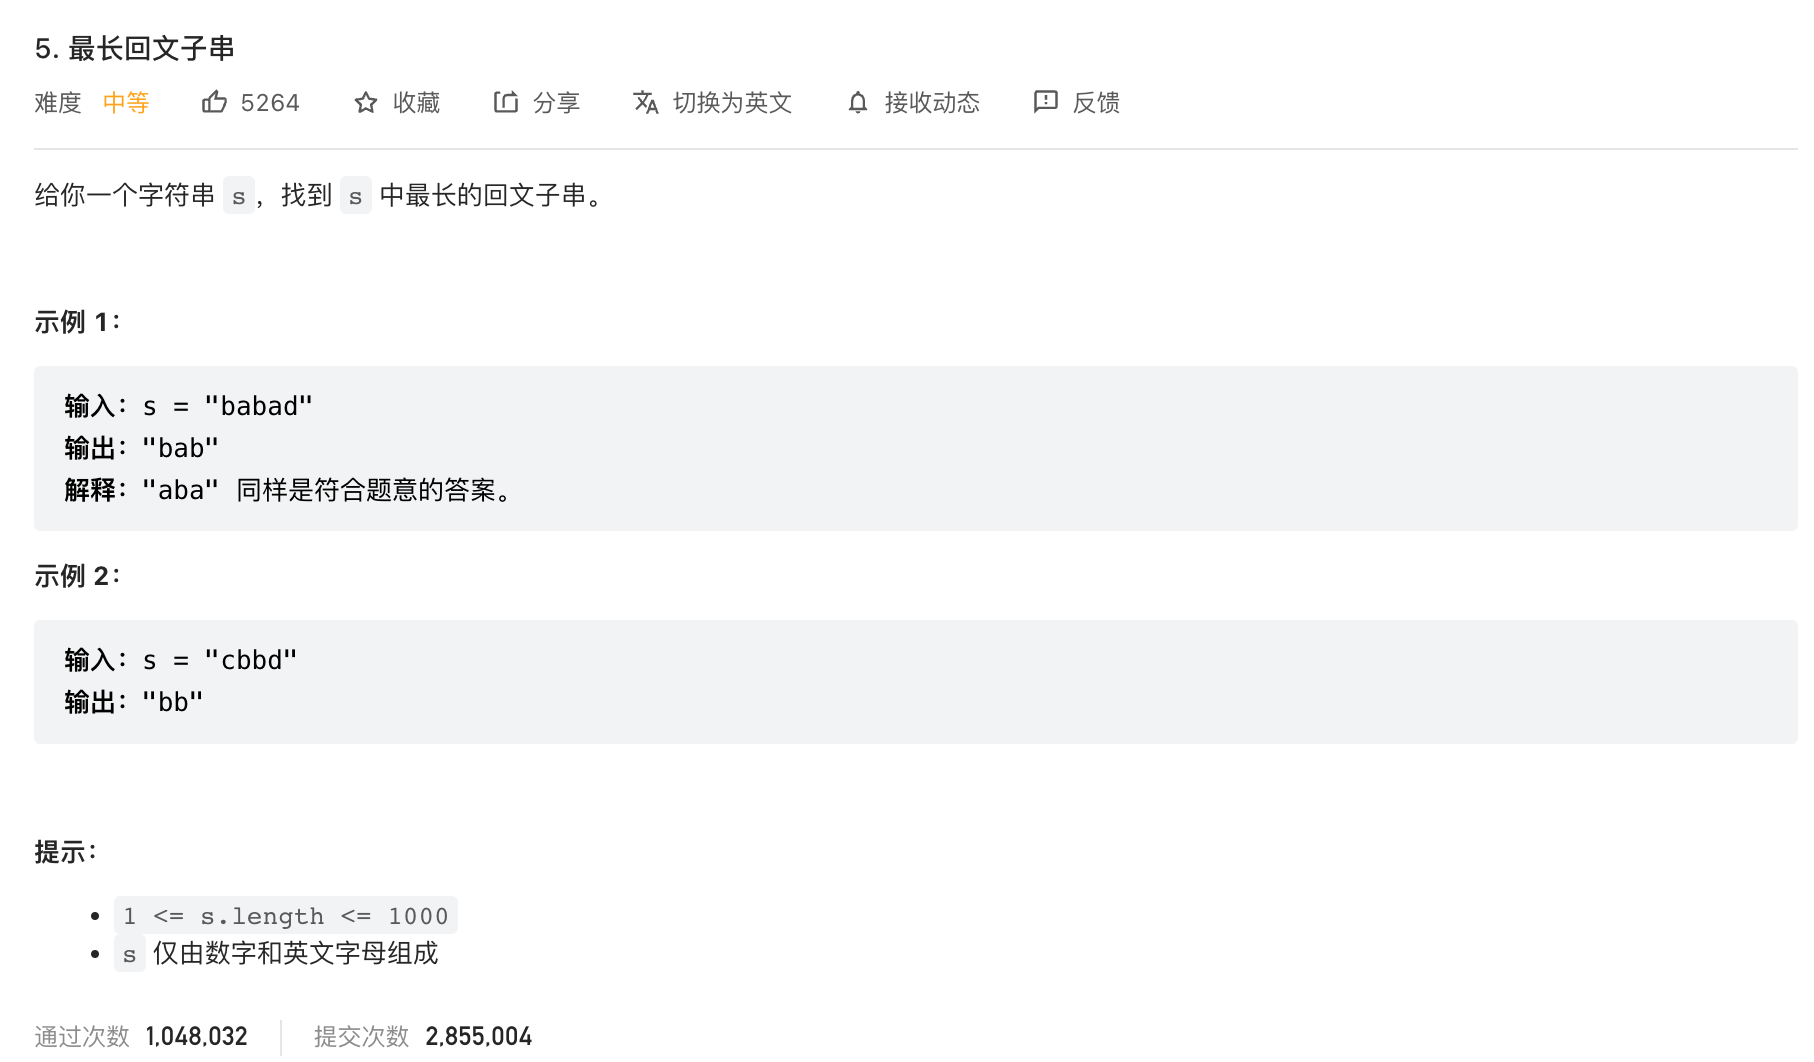 5. 最长回文子串
难度 中等 5264 收藏 分享 切换为英文 接收动态 反馈
给你一个字符串 s，找到 s 中最长的回文子串。
示例 1：
输入：s = "babad"
输出："bab"
解释："aba" 同样是符合题意的答案。
示例 2：
输入：s = "cbbd"
输出："bb"
提示：
1 <= s.length <= 1000
s 仅由数字和英文字母组成
通过次数 1,048,032 提交次数 2,855,004